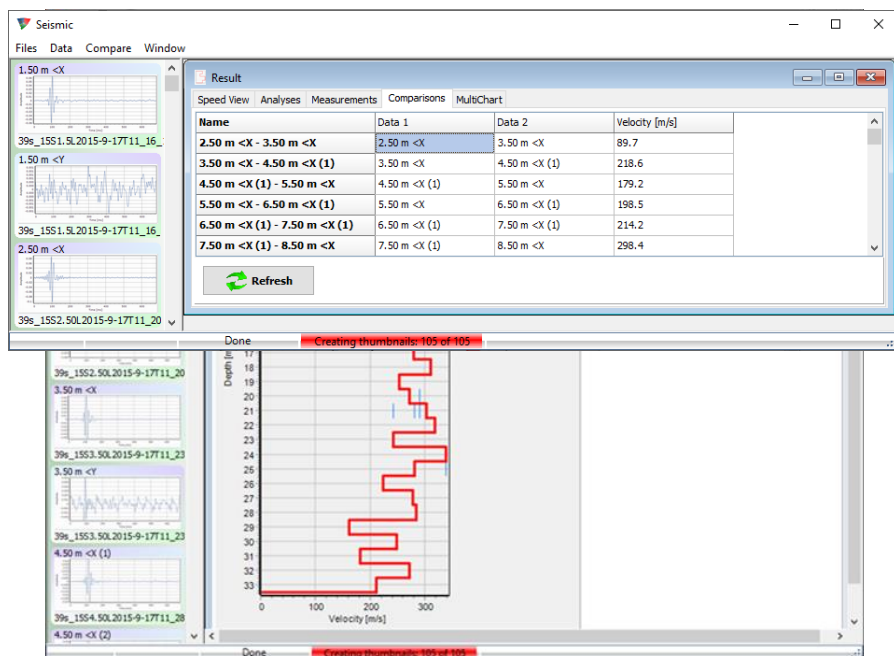 Seismic
Files Data Compare Window
1.50 m <X
39s_15S1.5L2015-9-17T11_16_
1.50 m <Y
39s_15S1.5L2015-9-17T11_16_
2.50 m <X
39s_15S2.50L2015-9-17T11_20
Result
Speed View Analyses Measurements Comparisons MultiChart
Name Data 1 Data 2 Velocity [m/s]
2.50 m <X - 3.50 m <X 2.50 m <X 3.50 m <X 89.7
3.50 m <X - 4.50 m <X (1) 3.50 m <X 4.50 m <X (1) 218.6
4.50 m <X (1) - 5.50 m <X 4.50 m <X (1) 5.50 m <X 179.2
5.50 m <X - 6.50 m <X (1) 5.50 m <X 6.50 m <X (1) 198.5
6.50 m <X (1) - 7.50 m <X (1) 6.50 m <X (1) 7.50 m <X (1) 214.2
7.50 m <X (1) - 8.50 m <X 7.50 m <X (1) 8.50 m <X 298.4
Refresh
Done Creating thumbnails: 105 of 105
39s_15S2.50L2015-9-17T11_20
3.50 m <X
39s_15S3.50L2015-9-17T11_23
3.50 m <Y
39s_15S3.50L2015-9-17T11_23
4.50 m <X (1)
39s_15S4.50L2015-9-17T11_28
4.50 m <X (2)
Depth [m
17
18
19
20
21
22
23
24
25
26
27
28
29
30
31
32
33
0 100 200 300
Velocity [m/s]
Done Creating thumbnails: 105 of 105